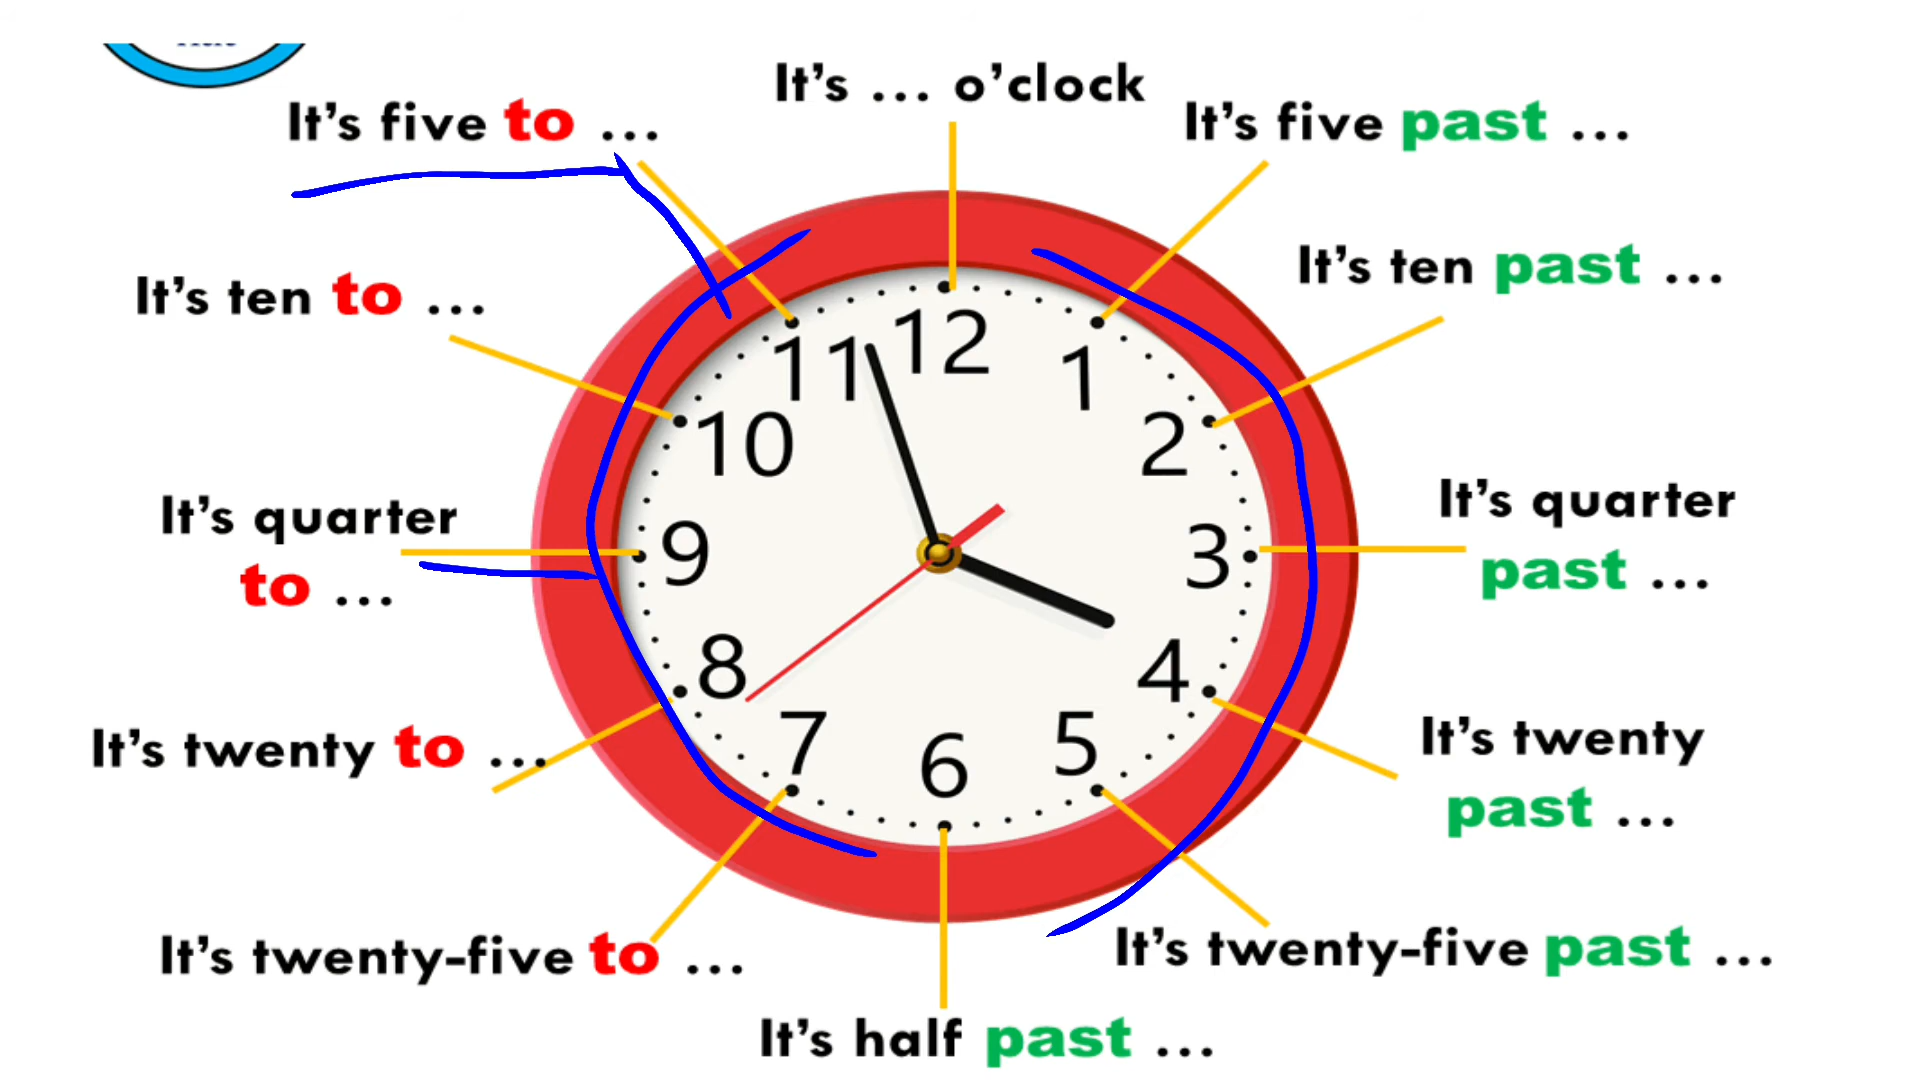 It's ... o'clock
It's five to ...
It's five past ...
It's ten to ...
It's ten past ...
It's quarter
to ...
It's quarter
past ...
It's twenty to ...
It's twenty
past ...
It's twenty-five to ...
It's twenty-five past ...
It's half past ...
12
11
1
10
2
9
3
8
4
7
5
6